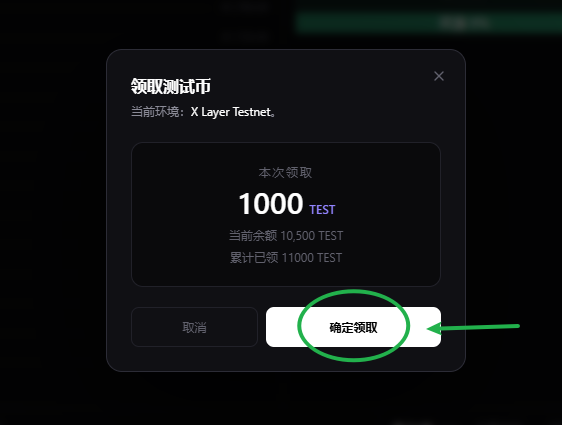 领取测试币
当前环境：X Layer Testnet。
本次领取
1000 TEST
当前余额 10,500 TEST
累计已领 11000 TEST
取消
确定领取